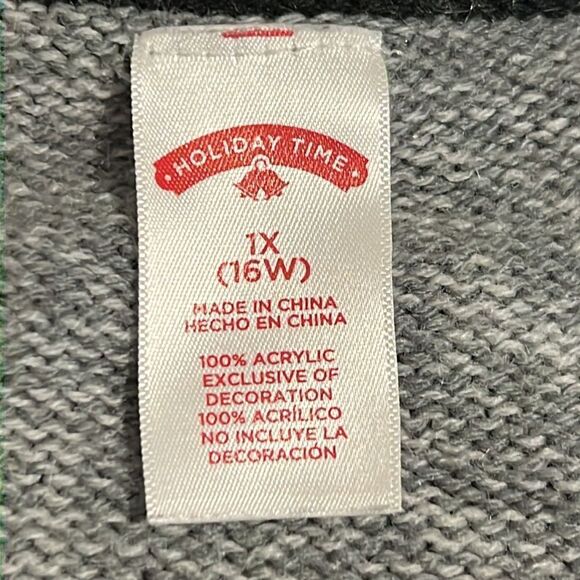 · HOLIDAY TIME ·
1X
(16W)
MADE IN CHINA
HECHO EN CHINA
100% ACRYLIC
EXCLUSIVE OF
DECORATION
100% ACRÍLICO
NO INCLUYE LA
DECORACIÓN